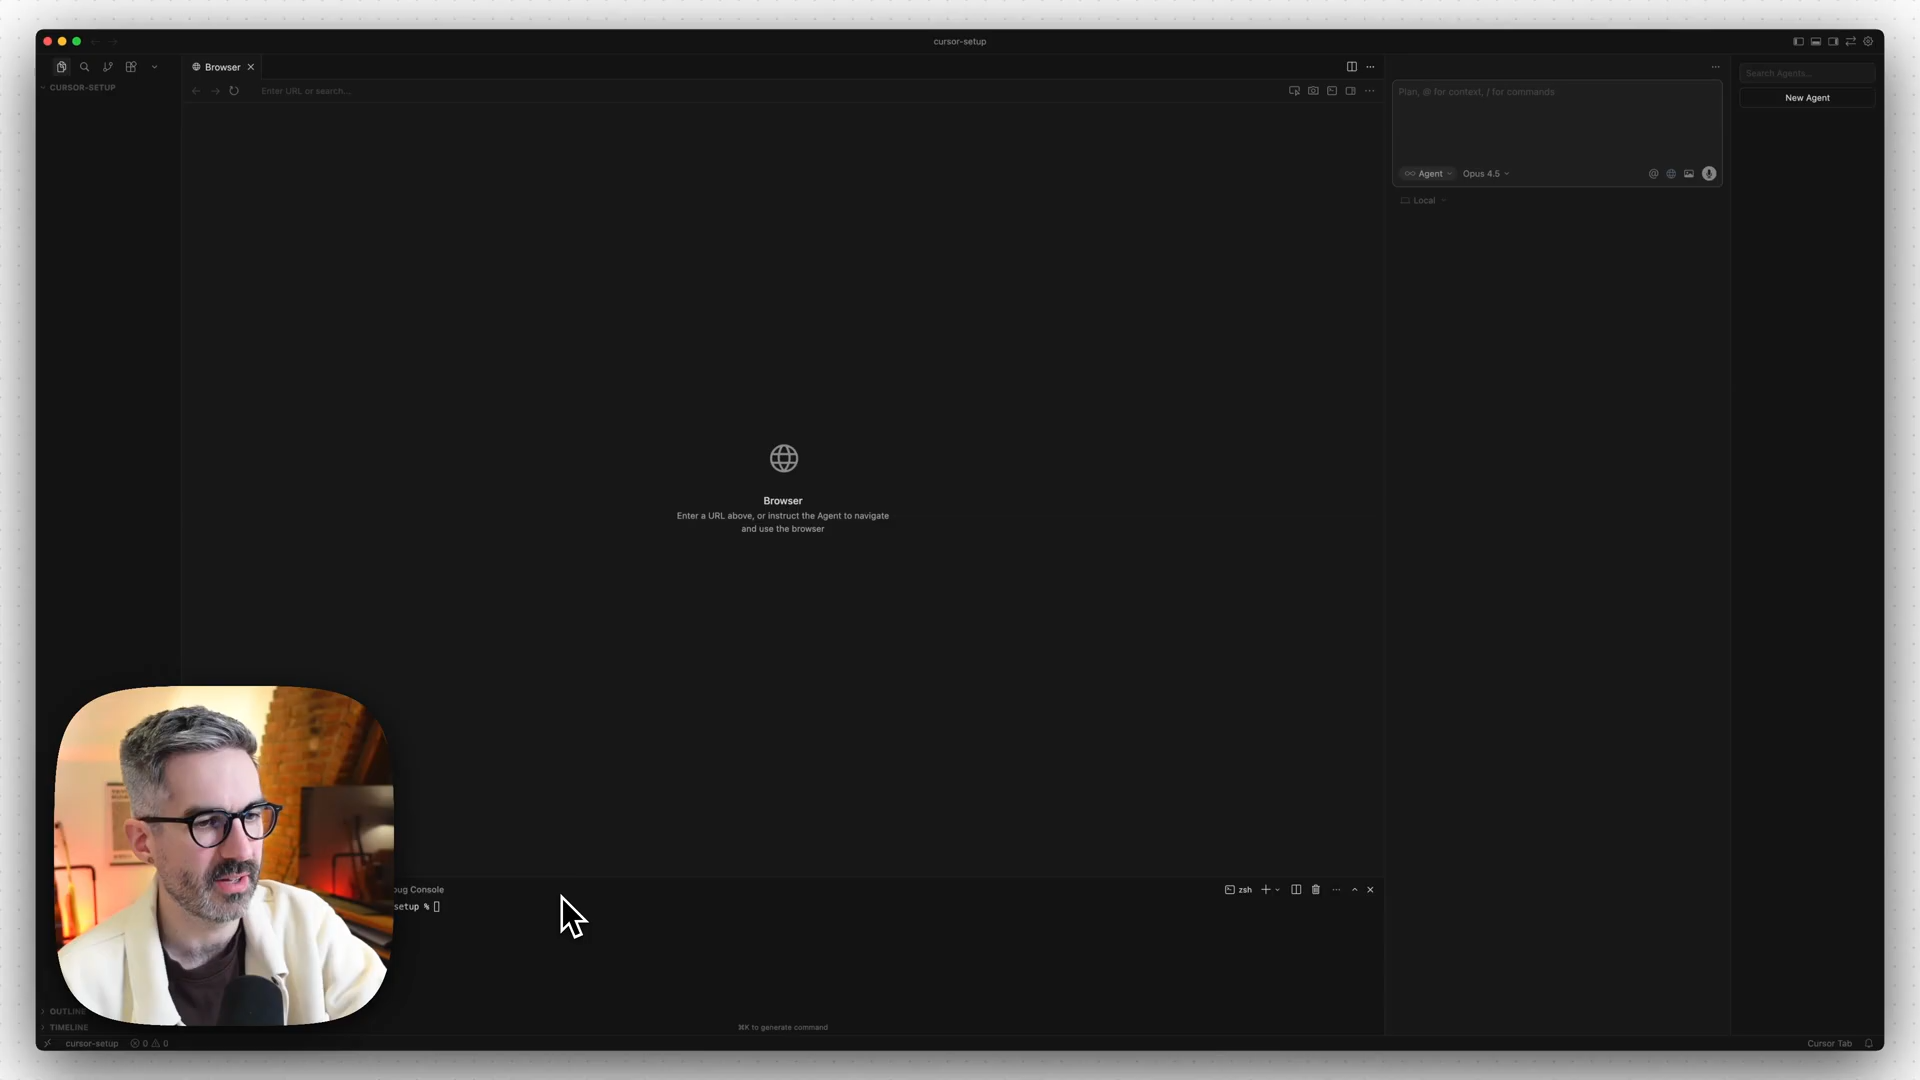 cursor-setup
Browser
CURSOR-SETUP
Enter URL or search...
Browser
Enter a URL above, or instruct the Agent to navigate
and use the browser
Plan, @ for context, / for commands
Agent
Opus 4.5
Local
Search Agents...
New Agent
bug Console
zsh
setup %
⌘K to generate command
OUTLINE
TIMELINE
cursor-setup
0
0
Cursor Tab